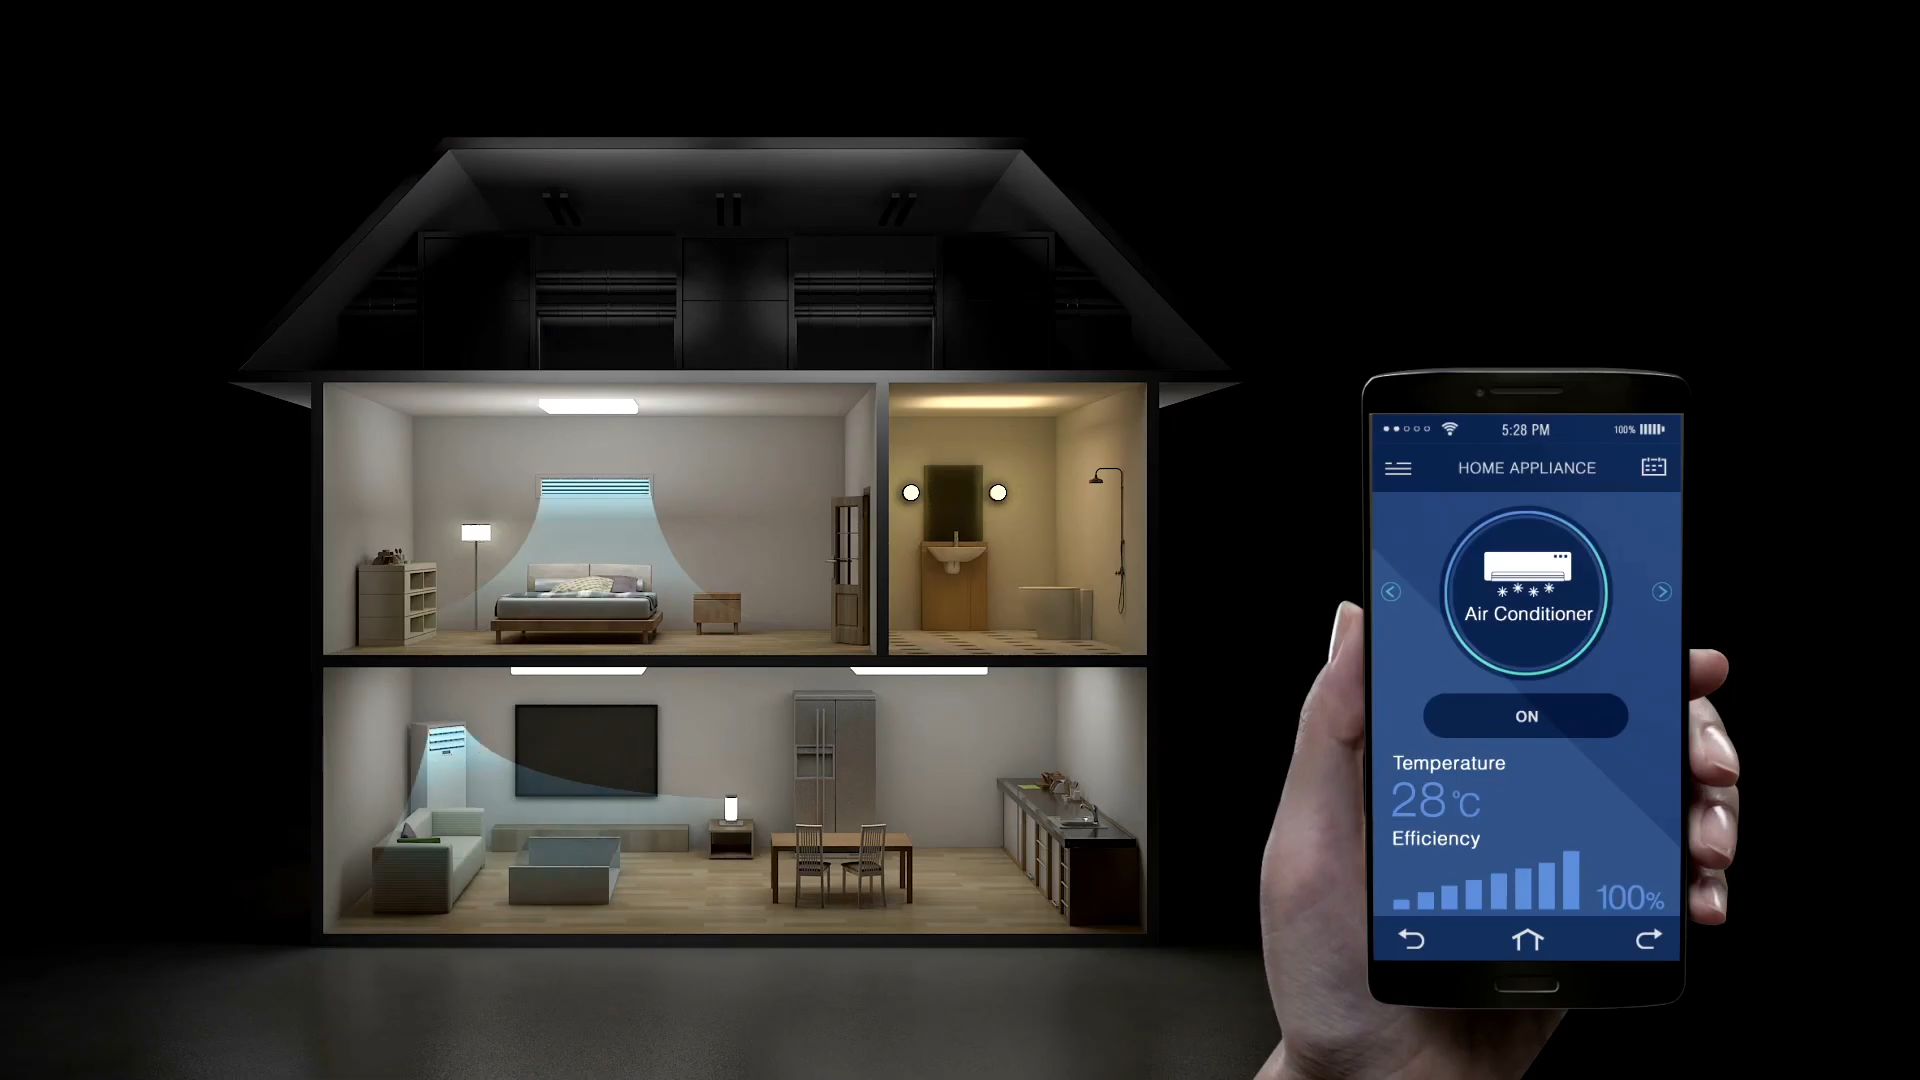 5:28 PM
100%
HOME APPLIANCE
Air Conditioner
ON
Temperature
28°C
Efficiency
100%